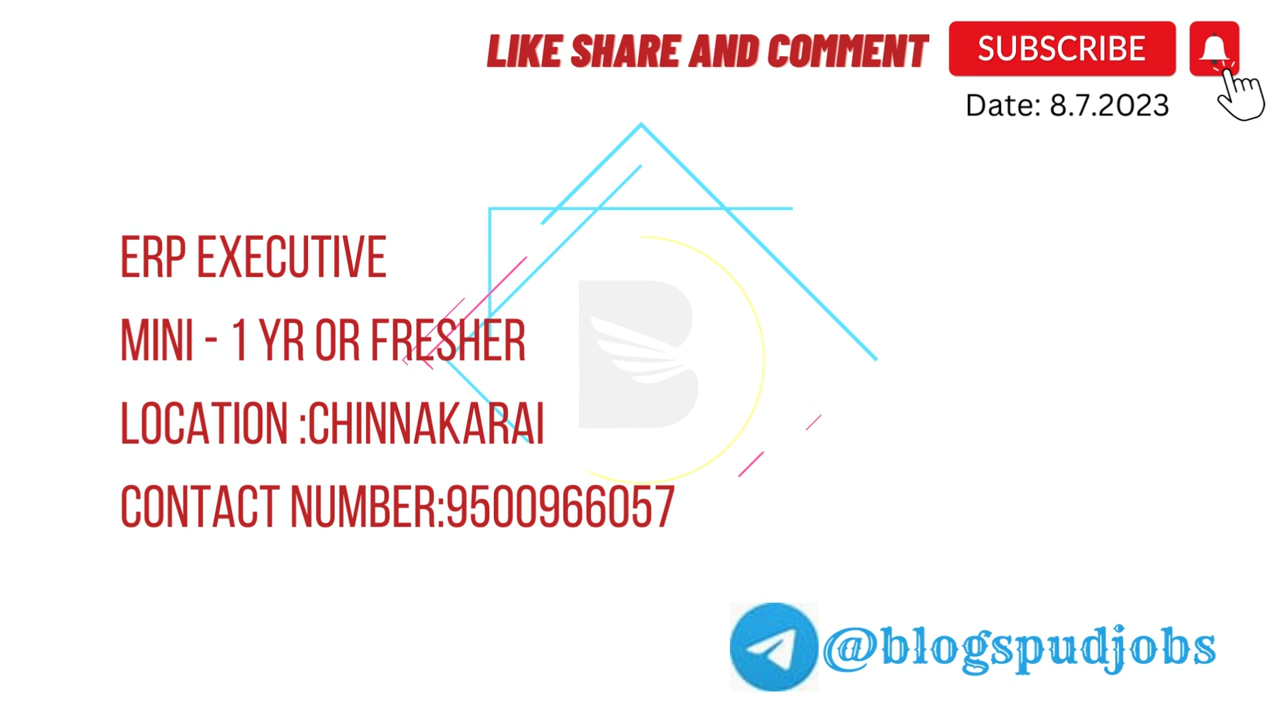 LIKE SHARE AND COMMENT
SUBSCRIBE
Date: 8.7.2023
ERP EXECUTIVE
MINI - 1 YR OR FRESHER
LOCATION :CHINNAKARAI
CONTACT NUMBER:9500966057
B
@blogspudjobs